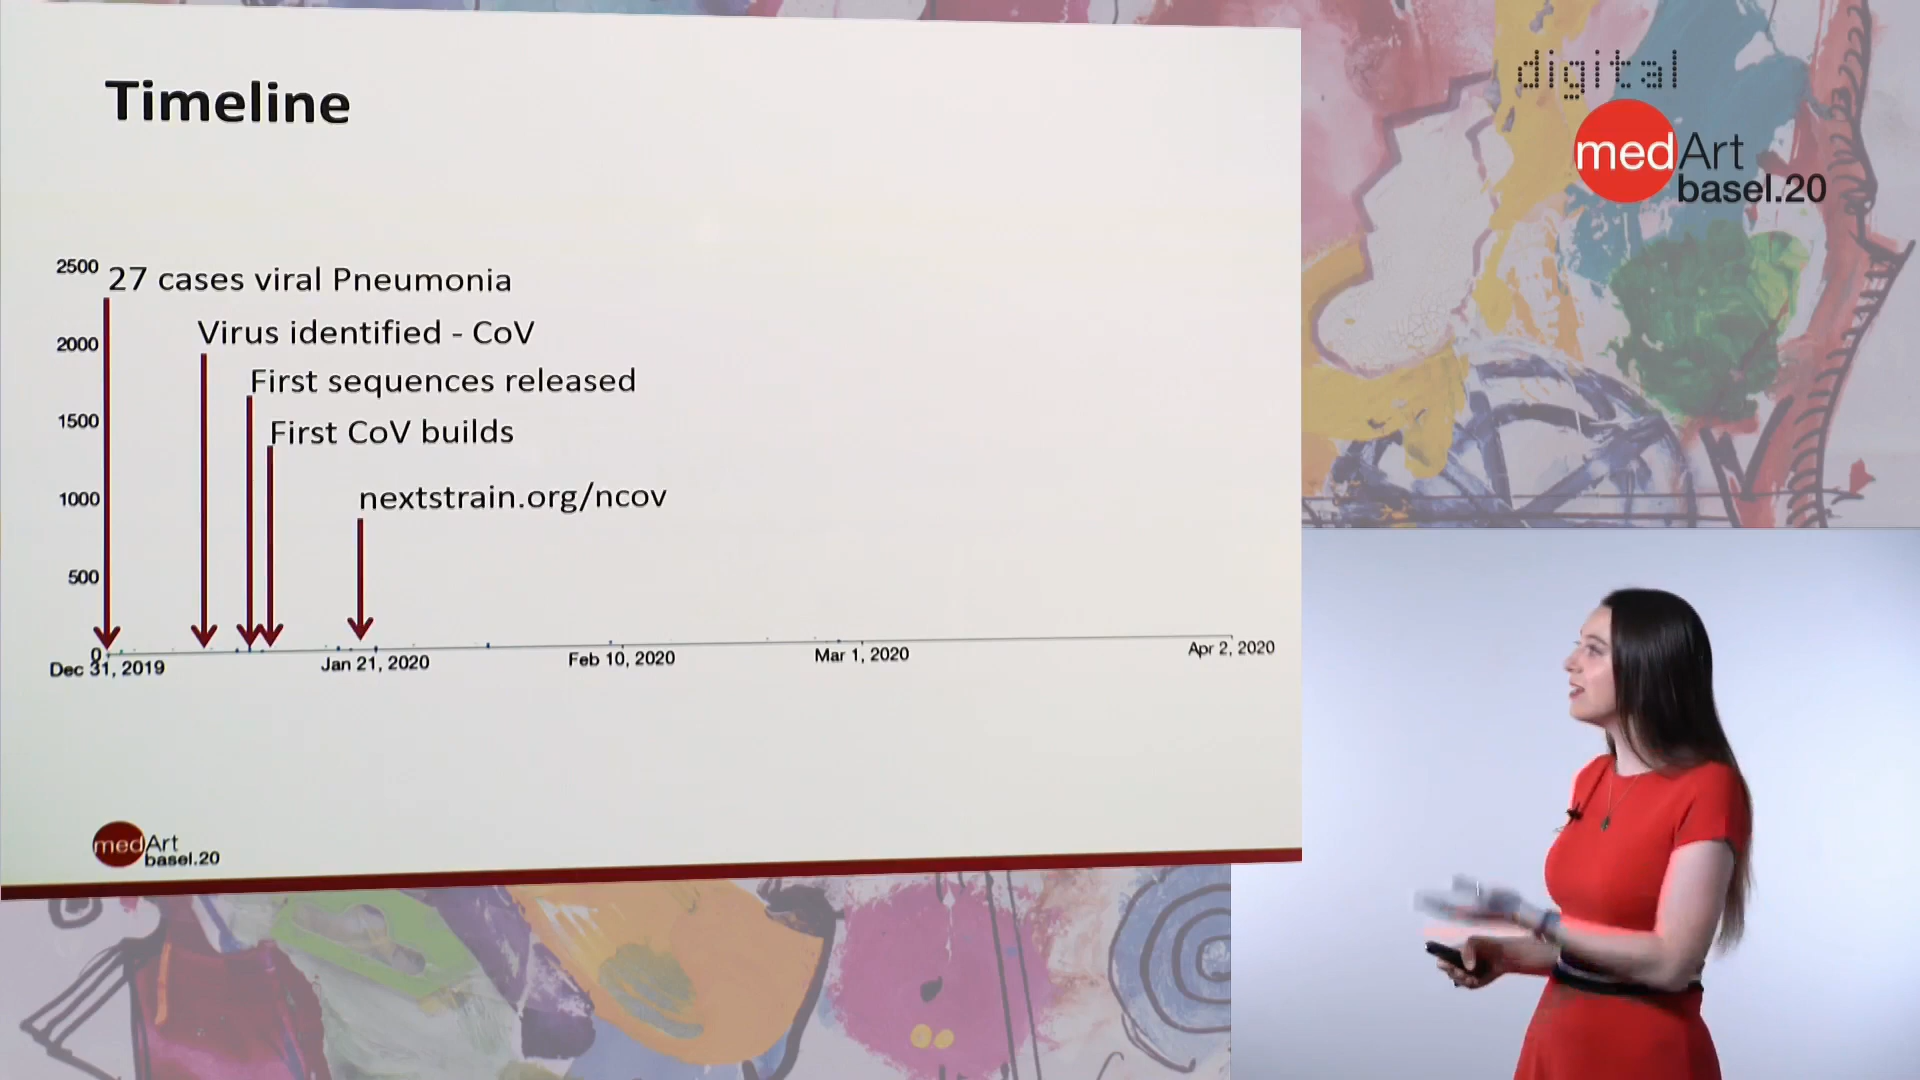 Timeline
2500
27 cases viral Pneumonia
Virus identified - CoV
2000
First sequences released
1500
First CoV builds
1000
nextstrain.org/ncov
500
0
Dec 31, 2019
Jan 21, 2020
Feb 10, 2020
Mar 1, 2020
Apr 2, 2020
medArt
basel.20
digital
medArt
basel.20